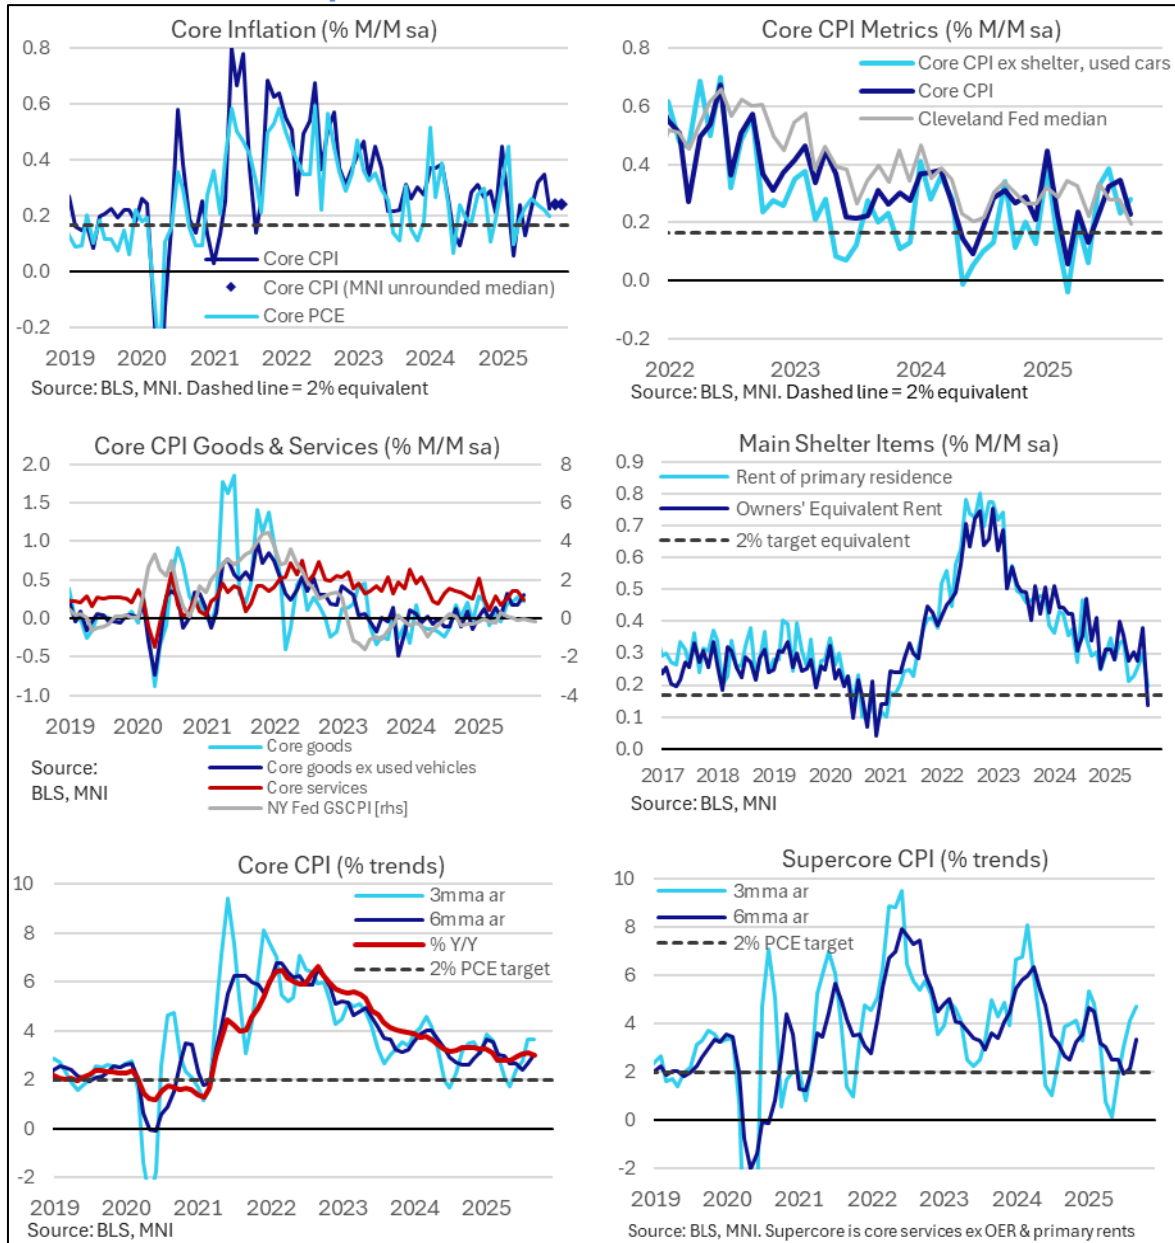 Core Inflation (% M/M sa)
0.8
0.6
0.4
0.2
0.0
-0.2
Core CPI
Core CPI (MNI unrounded median)
Core PCE
2019 2020 2021 2022 2023 2024 2025
Source: BLS, MNI. Dashed line = 2% equivalent
Core CPI Metrics (% M/M sa)
0.8
0.6
0.4
0.2
0.0
-0.2
Core CPI ex shelter, used cars
Core CPI
Cleveland Fed median
2022 2023 2024 2025
Source: BLS, MNI. Dashed line = 2% equivalent
Core CPI Goods & Services (% M/M sa)
2.0
1.5
1.0
0.5
0.0
-0.5
-1.0
8
6
4
2
0
-2
-4
2019 2020 2021 2022 2023 2024 2025
Core goods
Core goods ex used vehicles
Core services
NY Fed GSCPI [rhs]
Source:
BLS, MNI
Main Shelter Items (% M/M sa)
0.9
0.8
0.7
0.6
0.5
0.4
0.3
0.2
0.1
0.0
Rent of primary residence
Owners' Equivalent Rent
2% target equivalent
2017 2018 2019 2020 2021 2022 2023 2024 2025
Source: BLS, MNI
Core CPI (% trends)
10
8
6
4
2
0
-2
3mma ar
6mma ar
% Y/Y
2% PCE target
2019 2020 2021 2022 2023 2024 2025
Source: BLS, MNI
Supercore CPI (% trends)
10
8
6
4
2
0
-2
3mma ar
6mma ar
2% PCE target
2019 2020 2021 2022 2023 2024 2025
Source: BLS, MNI. Supercore is core services ex OER & primary rents